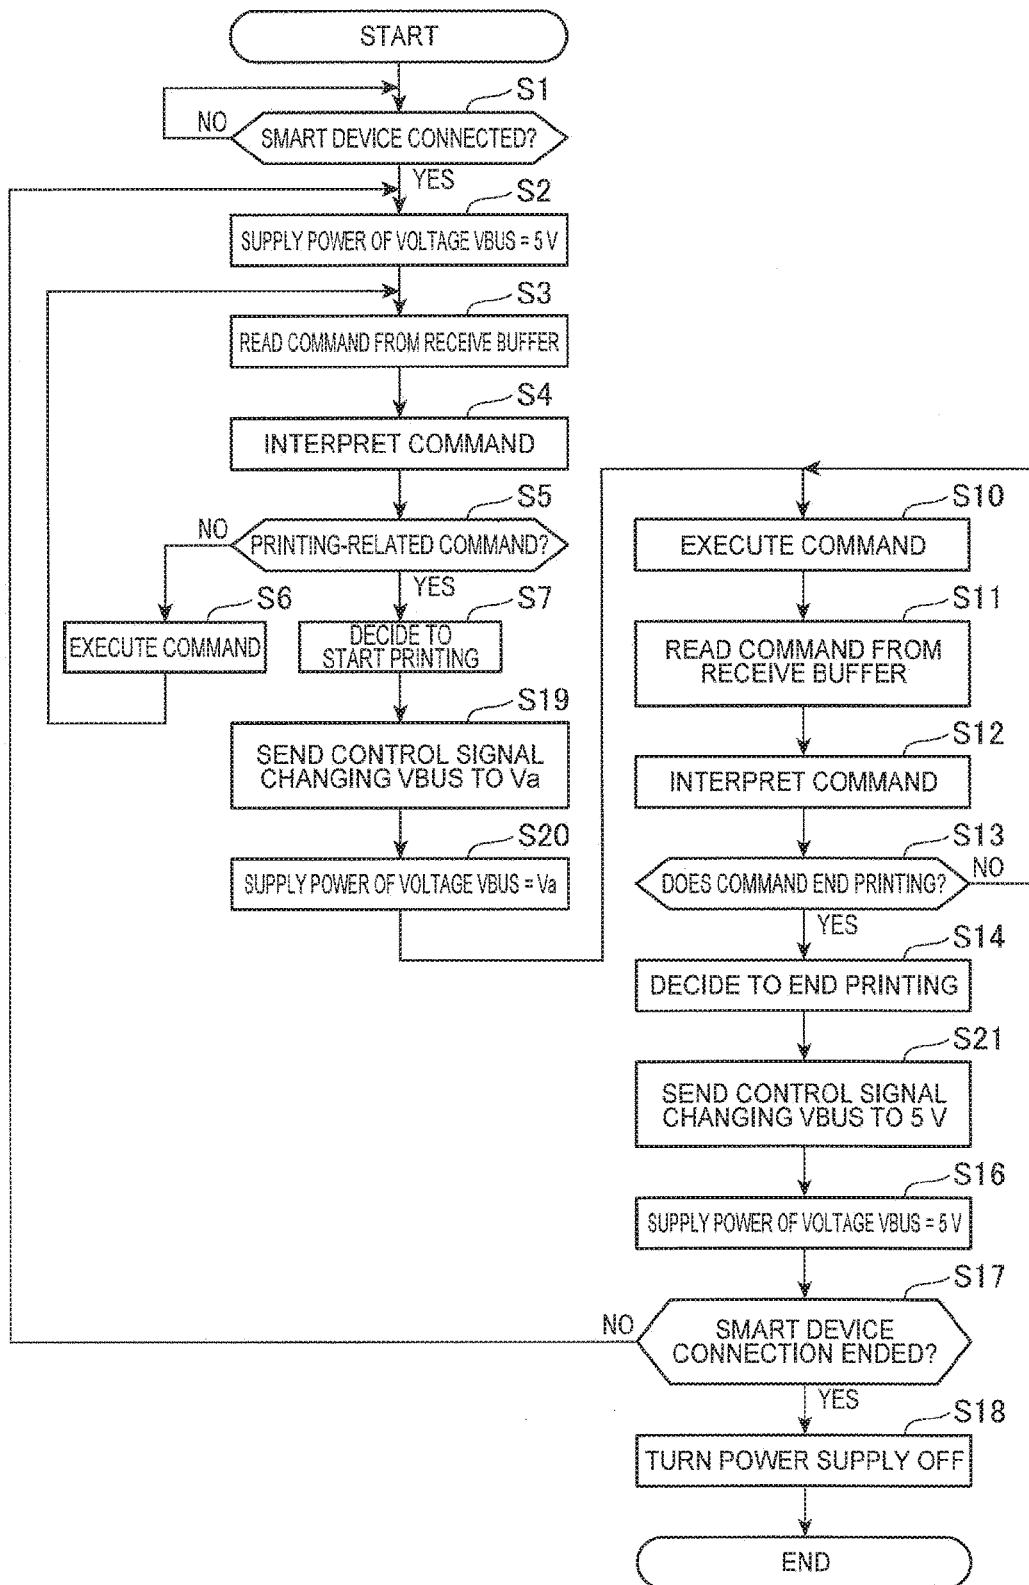 START
S1
NO
SMART DEVICE CONNECTED?
YES
S2
SUPPLY POWER OF VOLTAGE VBUS = 5 V
S3
READ COMMAND FROM RECEIVE BUFFER
S4
INTERPRET COMMAND
S5
NO
PRINTING-RELATED COMMAND?
YES
S6
EXECUTE COMMAND
S7
DECIDE TO
START PRINTING
S19
SEND CONTROL SIGNAL
CHANGING VBUS TO Va
S20
SUPPLY POWER OF VOLTAGE VBUS = Va
S10
EXECUTE COMMAND
S11
READ COMMAND FROM
RECEIVE BUFFER
S12
INTERPRET COMMAND
S13
DOES COMMAND END PRINTING?
NO
YES
S14
DECIDE TO END PRINTING
S21
SEND CONTROL SIGNAL
CHANGING VBUS TO 5 V
S16
SUPPLY POWER OF VOLTAGE VBUS = 5 V
S17
NO
SMART DEVICE
CONNECTION ENDED?
YES
S18
TURN POWER SUPPLY OFF
END